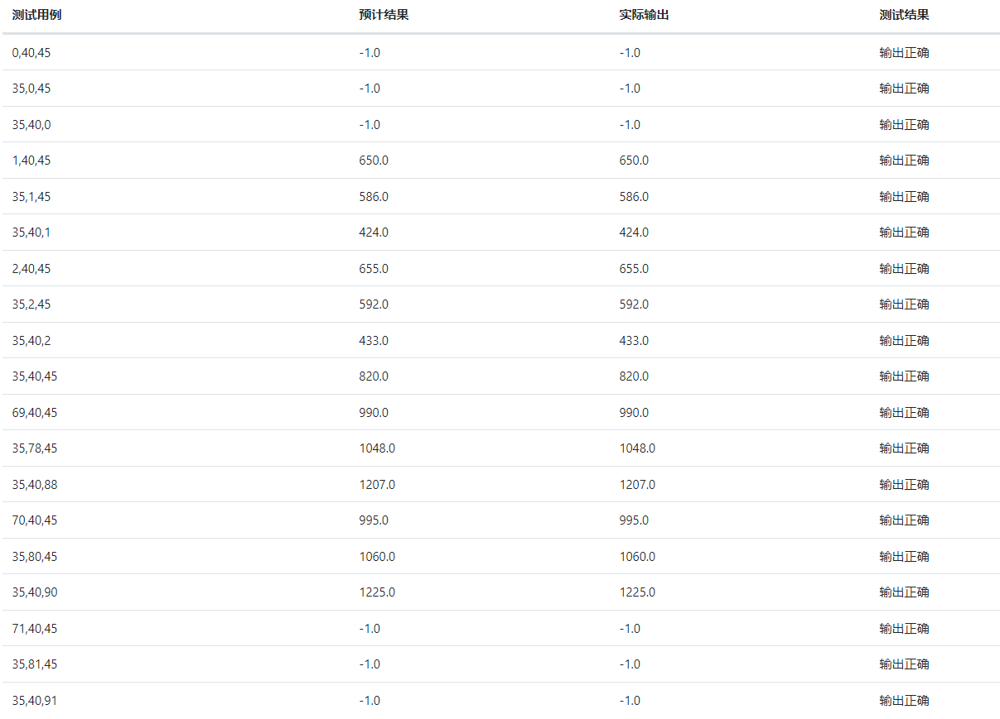 测试用例 预计结果 实际输出 测试结果
0,40,45 -1.0 -1.0 输出正确
35,0,45 -1.0 -1.0 输出正确
35,40,0 -1.0 -1.0 输出正确
1,40,45 650.0 650.0 输出正确
35,1,45 586.0 586.0 输出正确
35,40,1 424.0 424.0 输出正确
2,40,45 655.0 655.0 输出正确
35,2,45 592.0 592.0 输出正确
35,40,2 433.0 433.0 输出正确
35,40,45 820.0 820.0 输出正确
69,40,45 990.0 990.0 输出正确
35,78,45 1048.0 1048.0 输出正确
35,40,88 1207.0 1207.0 输出正确
70,40,45 995.0 995.0 输出正确
35,80,45 1060.0 1060.0 输出正确
35,40,90 1225.0 1225.0 输出正确
71,40,45 -1.0 -1.0 输出正确
35,81,45 -1.0 -1.0 输出正确
35,40,91 -1.0 -1.0 输出正确